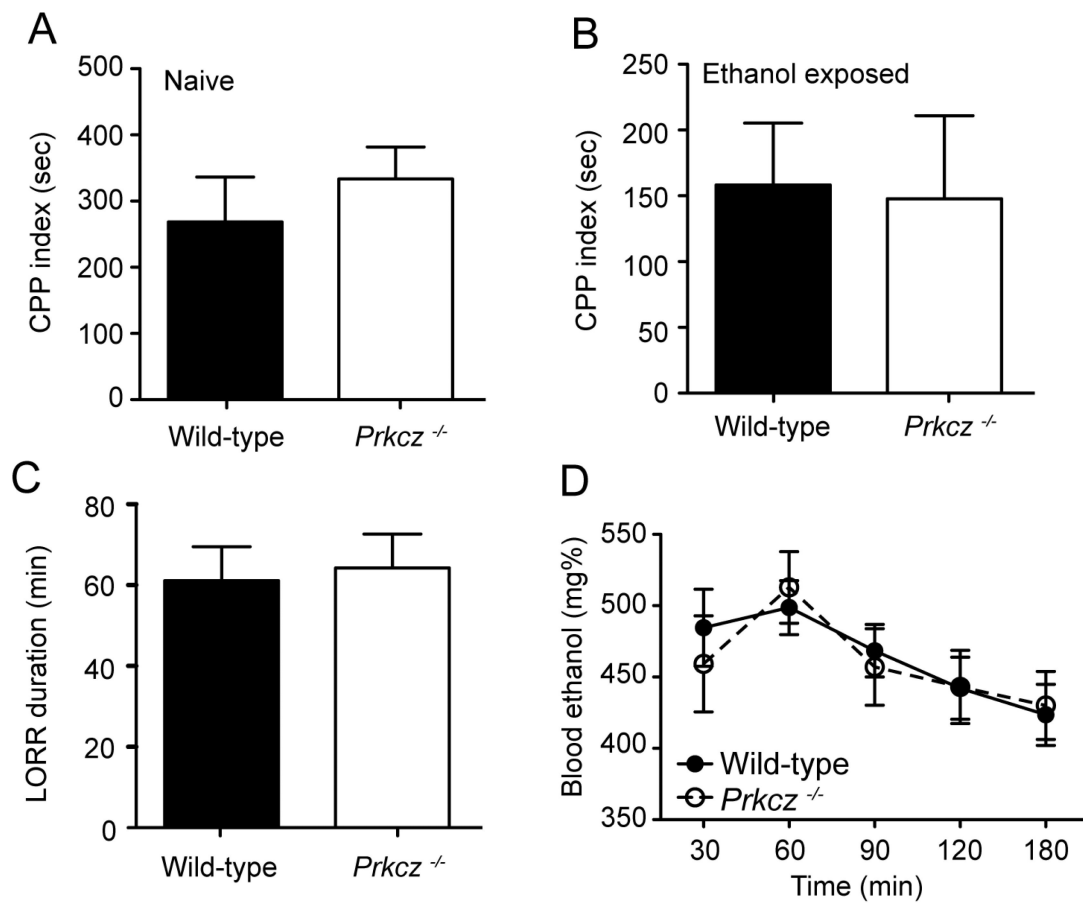 A
Naive
CPP index (sec)
500
400
300
200
100
0
Wild-type
Prkcz -/-
B
Ethanol exposed
CPP index (sec)
250
200
150
100
50
0
Wild-type
Prkcz -/-
C
LORR duration (min)
80
60
40
20
0
Wild-type
Prkcz -/-
D
Blood ethanol (mg%)
550
500
450
400
350
Wild-type
Prkcz -/-
30 60 90 120 180
Time (min)